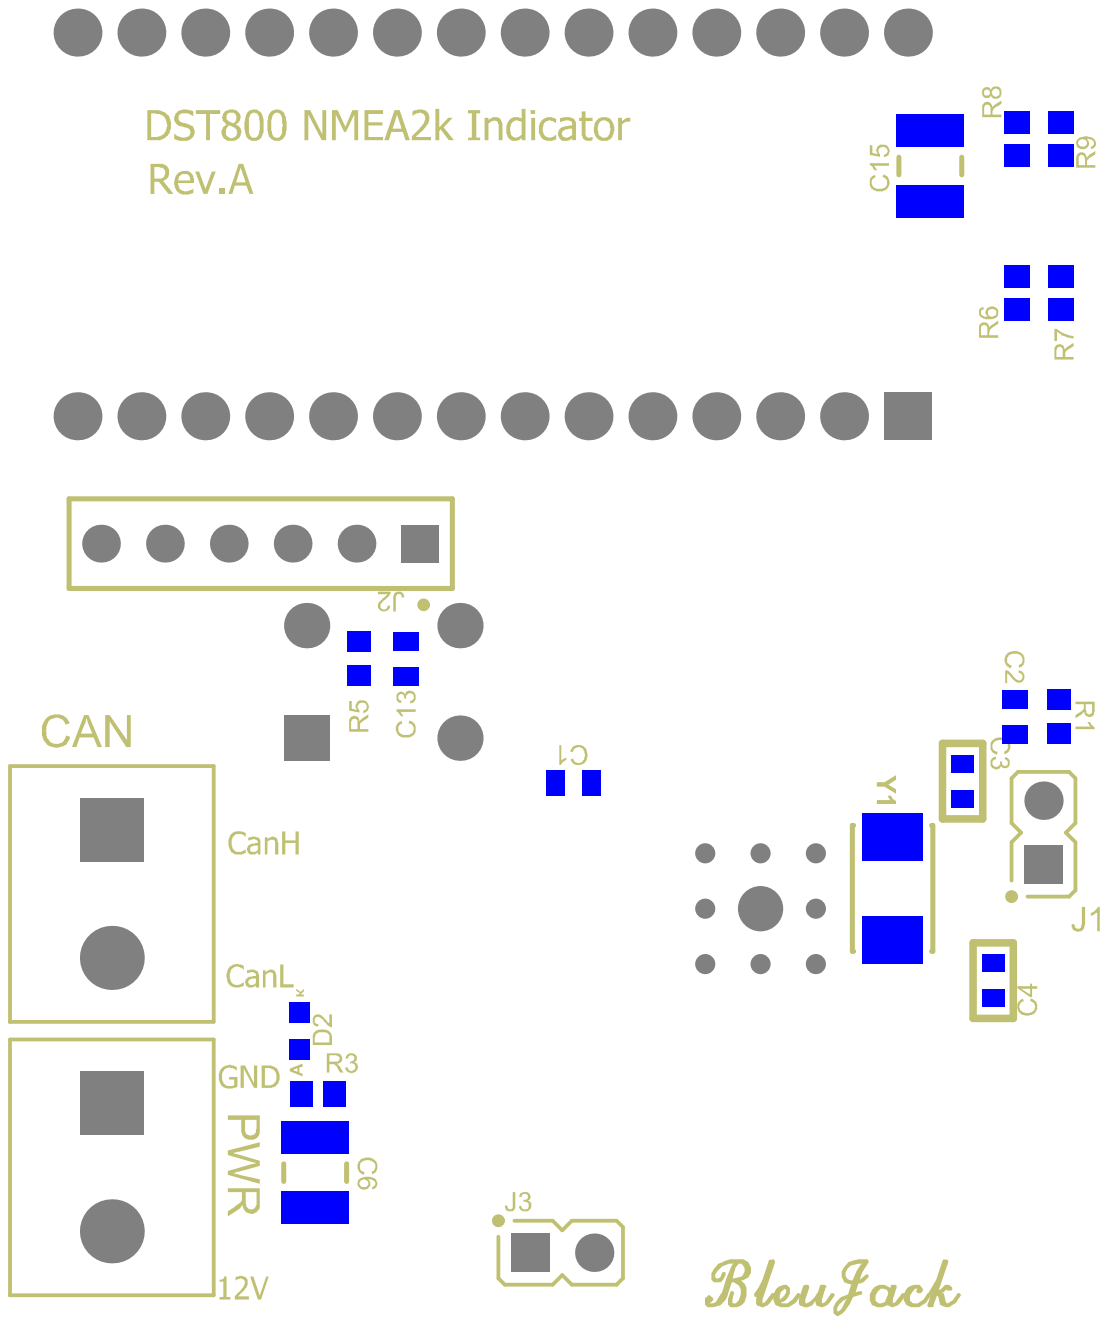 DST800 NMEA2k Indicator
Rev.A
R8
R9
C15
R6
R7
J2
R5
C13
C2
R1
CAN
C1
C3
Y1
CanH
J1
CanL
K
D2
C4
A
R3
GND
PWR
C6
J3
12V
BleuJack